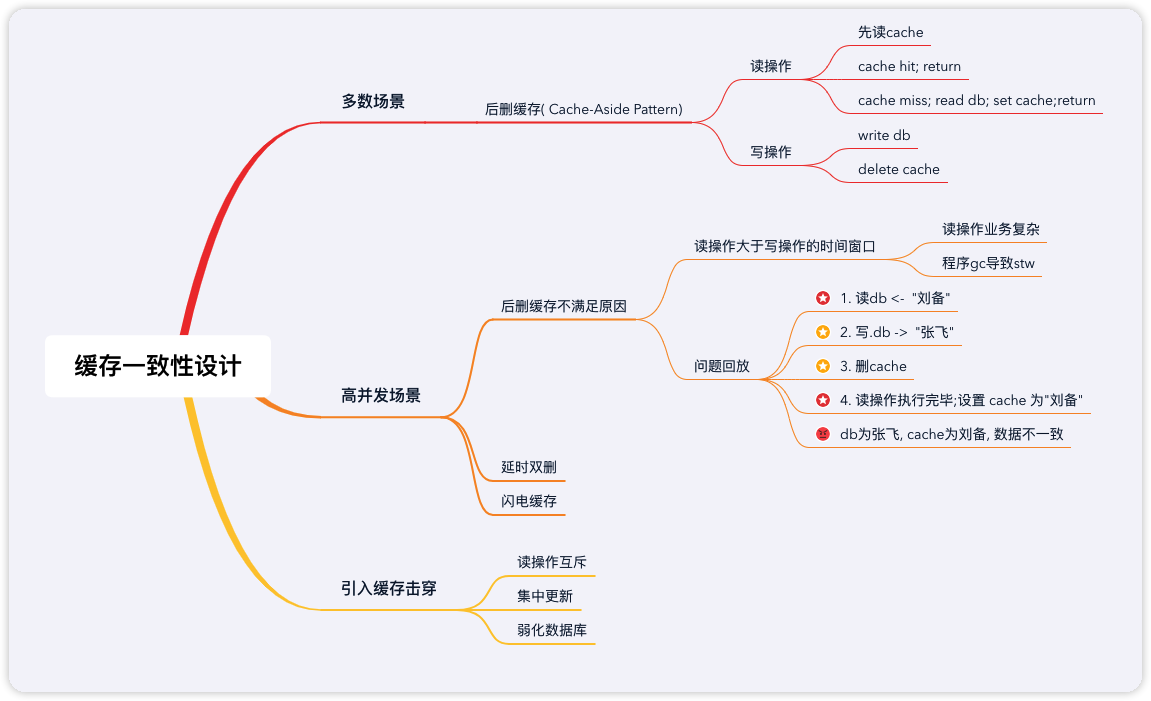 缓存一致性设计
多数场景
后删缓存( Cache-Aside Pattern)
读操作
先读cache
cache hit; return
cache miss; read db; set cache;return
写操作
write db
delete cache
高并发场景
后删缓存不满足原因
读操作大于写操作的时间窗口
读操作业务复杂
程序gc导致stw
问题回放
1. 读db <- "刘备"
2. 写.db -> "张飞"
3. 删cache
4. 读操作执行完毕;设置 cache 为"刘备"
db为张飞, cache为刘备, 数据不一致
延时双删
闪电缓存
引入缓存击穿
读操作互斥
集中更新
弱化数据库